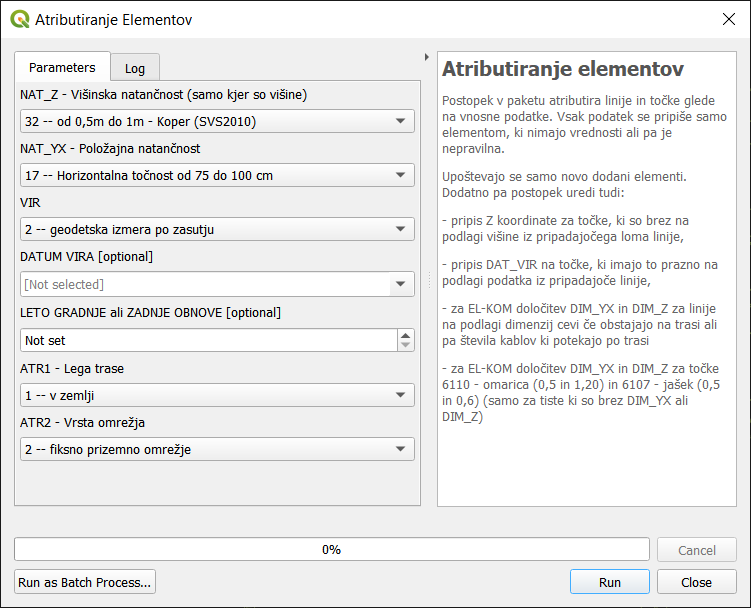 Atributiranje Elementov
Parameters
Log
NAT_Z - Višinska natančnost (samo kjer so višine)
32 -- od 0,5m do 1m - Koper (SVS2010)
NAT_YX - Položajna natančnost
17 -- Horizontalna točnost od 75 do 100 cm
VIR
2 -- geodetska izmera po zasutju
DATUM VIRA [optional]
[Not selected]
LETO GRADNJE ali ZADNJE OBNOVE [optional]
Not set
ATR1 - Lega trase
1 -- v zemlji
ATR2 - Vrsta omrežja
2 -- fiksno prizemno omrežje
Atributiranje elementov
Postopek v paketu atributira linije in točke glede
na vnosne podatke. Vsak podatek se pripiše samo
elementom, ki nimajo vrednosti ali pa je
nepravilna.
Upoštevajo se samo novo dodani elementi.
Dodatno pa postopek uredi tudi:
- pripis Z koordinate za točke, ki so brez na
podlagi višine iz pripadajočega loma linije,
- pripis DAT_VIR na točke, ki imajo to prazno na
podlagi podatka iz pripadajoče linije,
- za EL-KOM določitev DIM_YX in DIM_Z za linije
na podlagi dimenzij cevi če obstajajo na trasi ali
pa števila kablov ki potekajo po trasi
- za EL-KOM določitev DIM_YX in DIM_Z za točke
6110 - omarica (0,5 in 1,20) in 6107 - jašek (0,5
in 0,6) (samo za tiste ki so brez DIM_YX ali
DIM_Z)
0%
Cancel
Run as Batch Process...
Run
Close